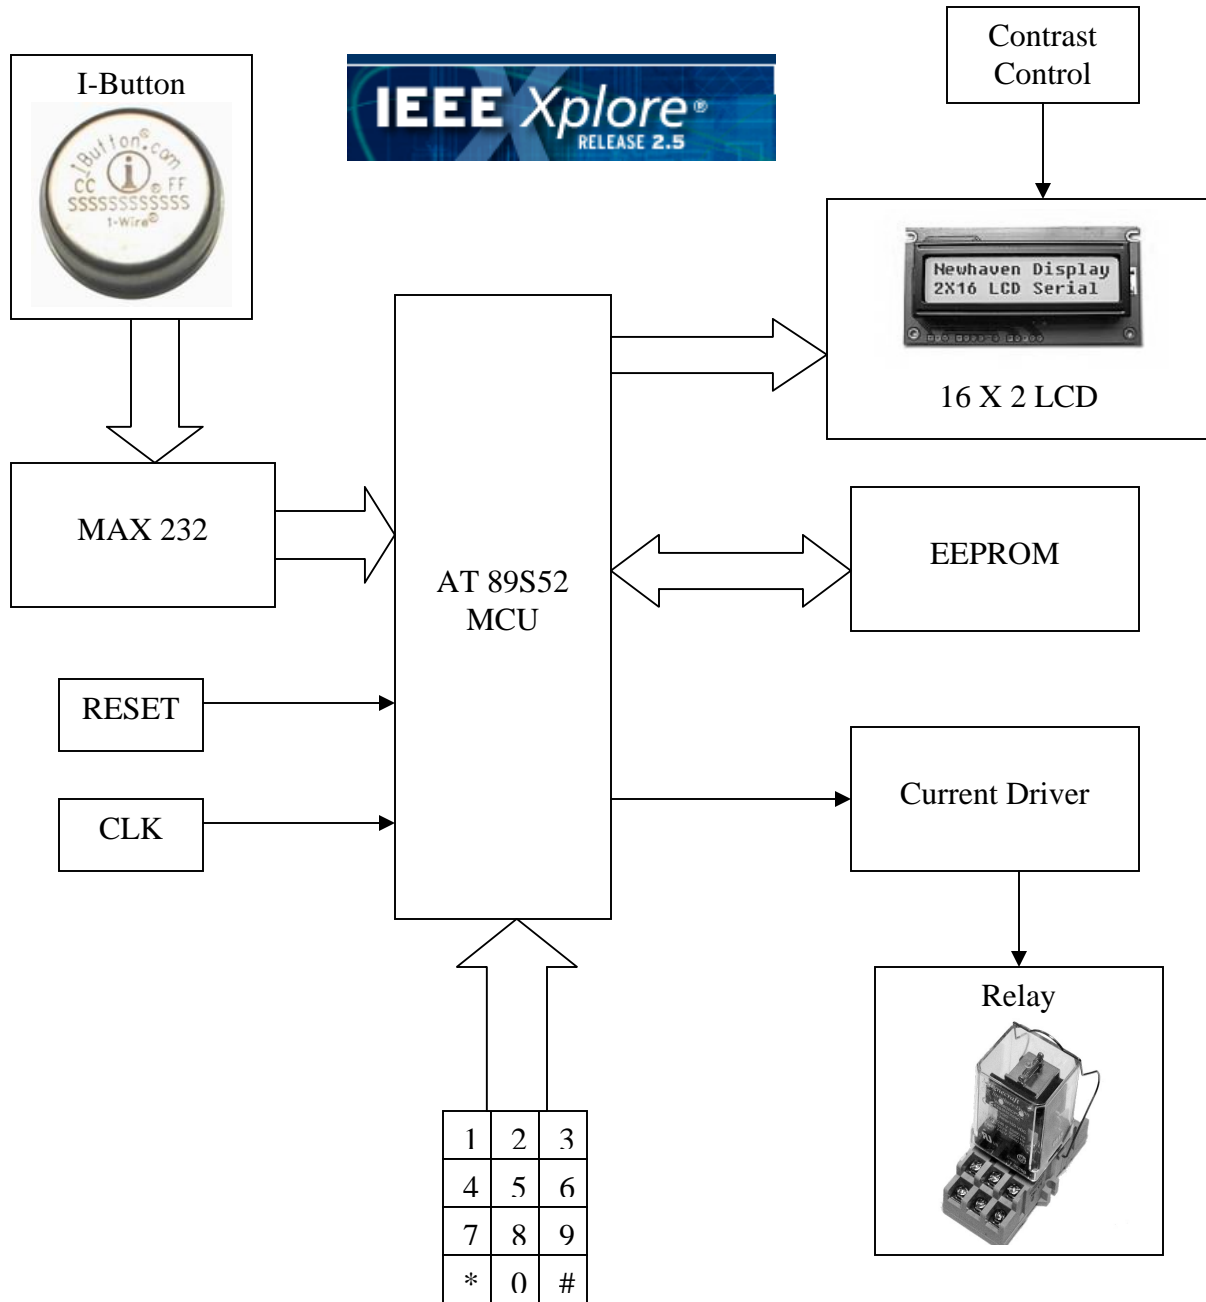 I-Button
iButton®.com
CC ® FF
SSSSSSSSSSSS
1-Wire®
IEEE Xplore®
RELEASE 2.5
Contrast
Control
Newhaven Display
2X16 LCD Serial
16 X 2 LCD
MAX 232
AT 89S52
MCU
EEPROM
RESET
CLK
Current Driver
Relay
1 2 3
4 5 6
7 8 9
* 0 #